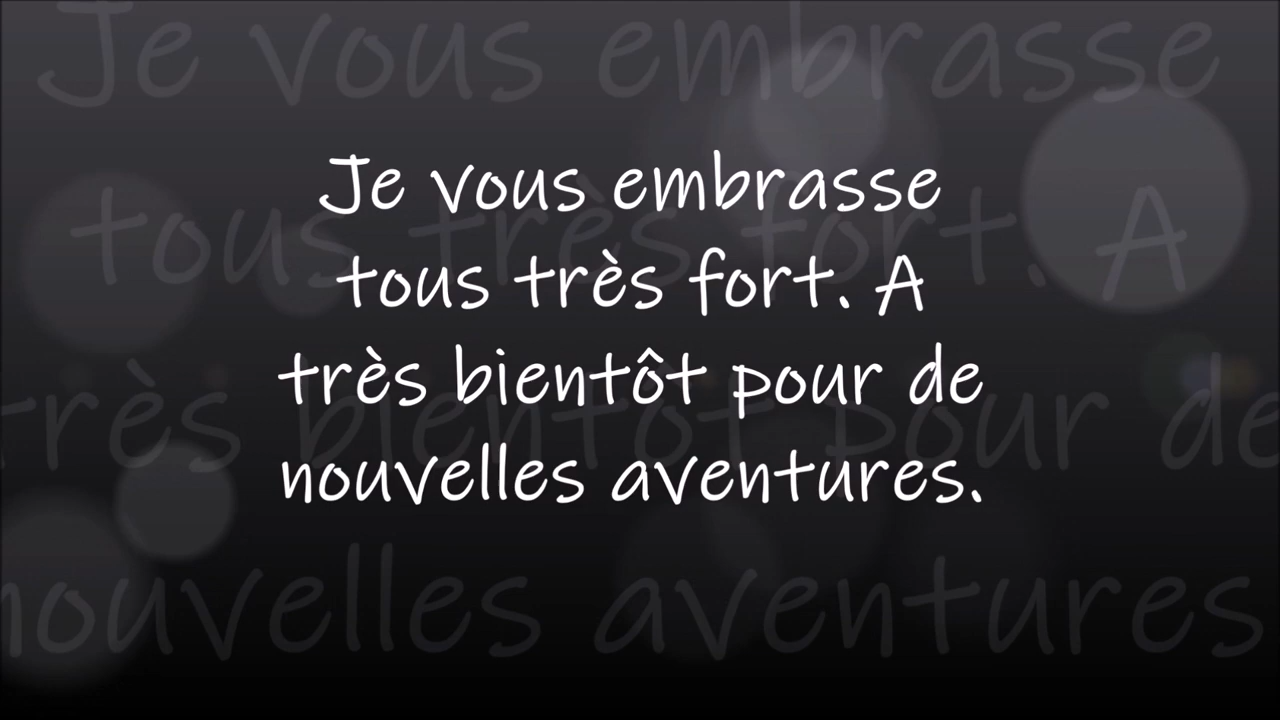 Je vous embrasse
tous très fort. A
très bientôt pour de
nouvelles aventures.